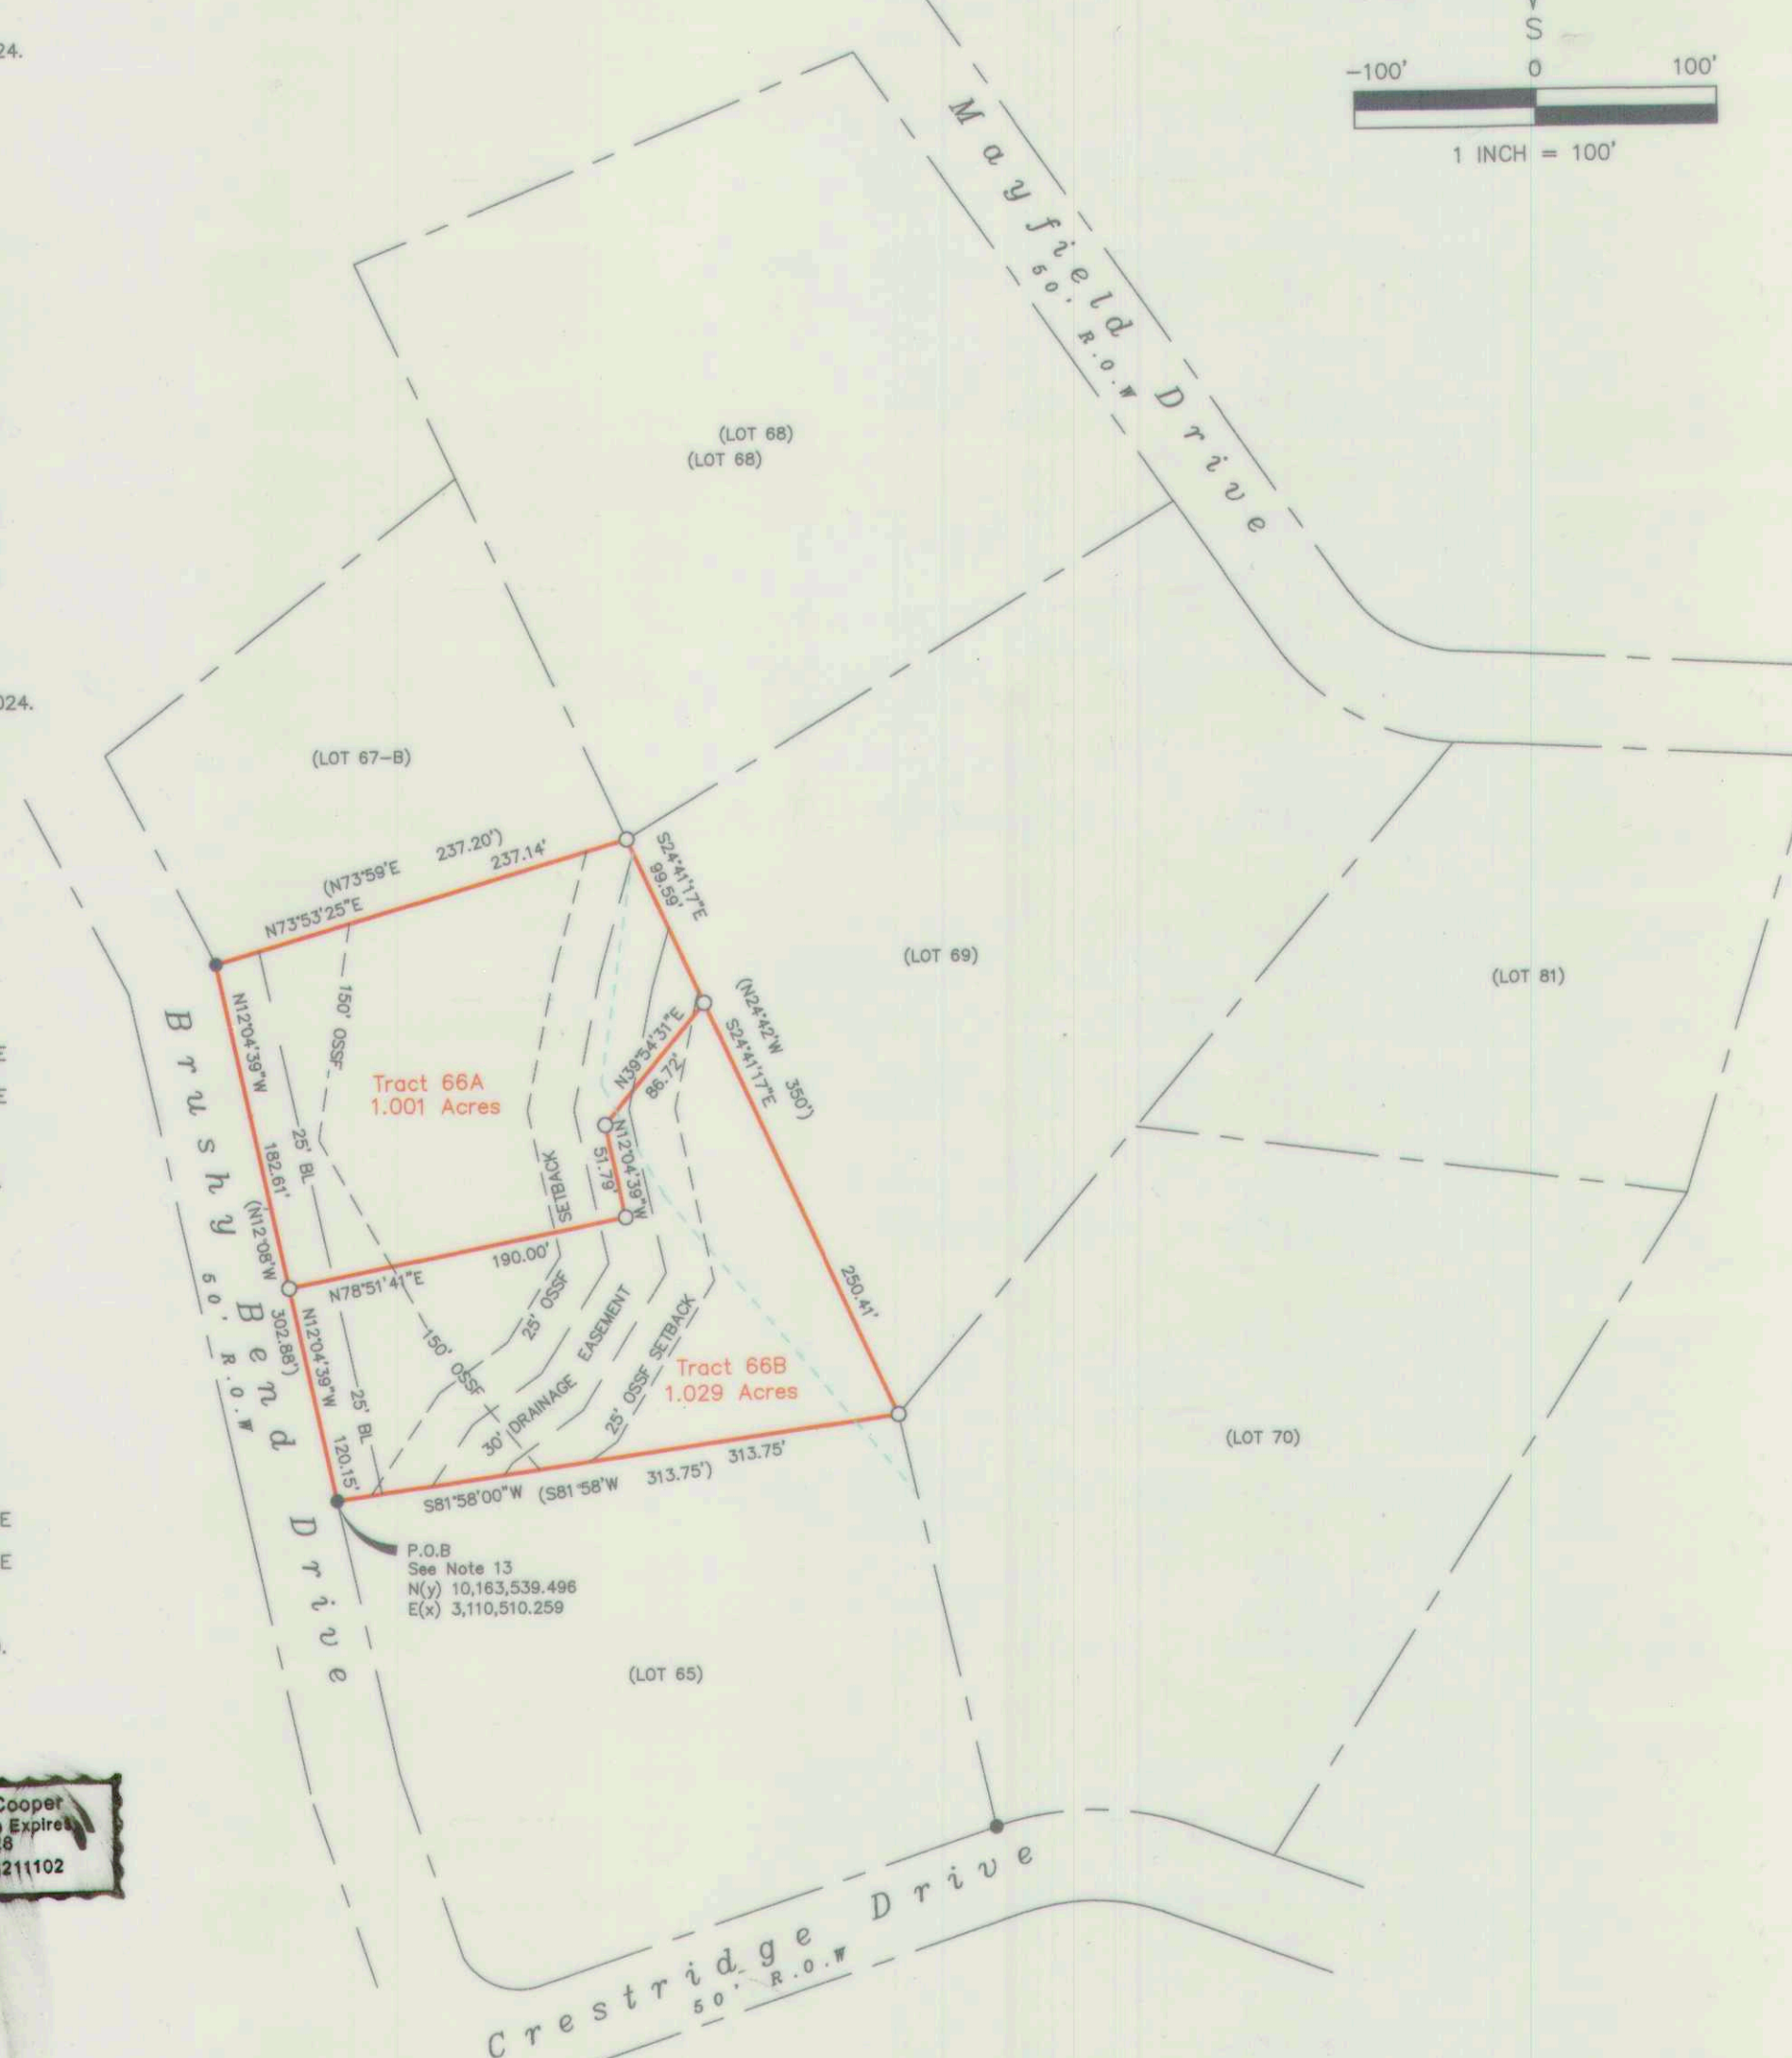 24.
S
-100' 0 100'
1 INCH = 100'
Mayfield Drive
50' R.O.W
(LOT 68)
(LOT 68)
024.
(LOT 67-B)
(N73°59'E 237.20')
N73°53'25"E 237.14'
S24°41'17"E
99.59'
(LOT 69)
(LOT 81)
(N24°42'W 350')
S24°41'17"E 250.41'
N39°54'31"E
86.72'
N12°04'39"W 182.61'
(N12°08'W 302.88')
150' OSSF
25' BL
Tract 66A
1.001 Acres
N12°04'39"W
51.79'
SETBACK
25' OSSF
N78°51'41"E 190.00'
Brushy Bend Drive
50' R.O.W
N12°04'39"W 120.15'
25' BL
150' OSSF
30' DRAINAGE EASEMENT
25' OSSF SETBACK
Tract 66B
1.029 Acres
S81°58'00"W (S81°58'W 313.75') 313.75'
(LOT 70)
E
E
P.O.B
See Note 13
N(y) 10,163,539.496
E(x) 3,110,510.259
(LOT 65)
Cooper
Expires
8
211102
Crestridge Drive
50' R.O.W